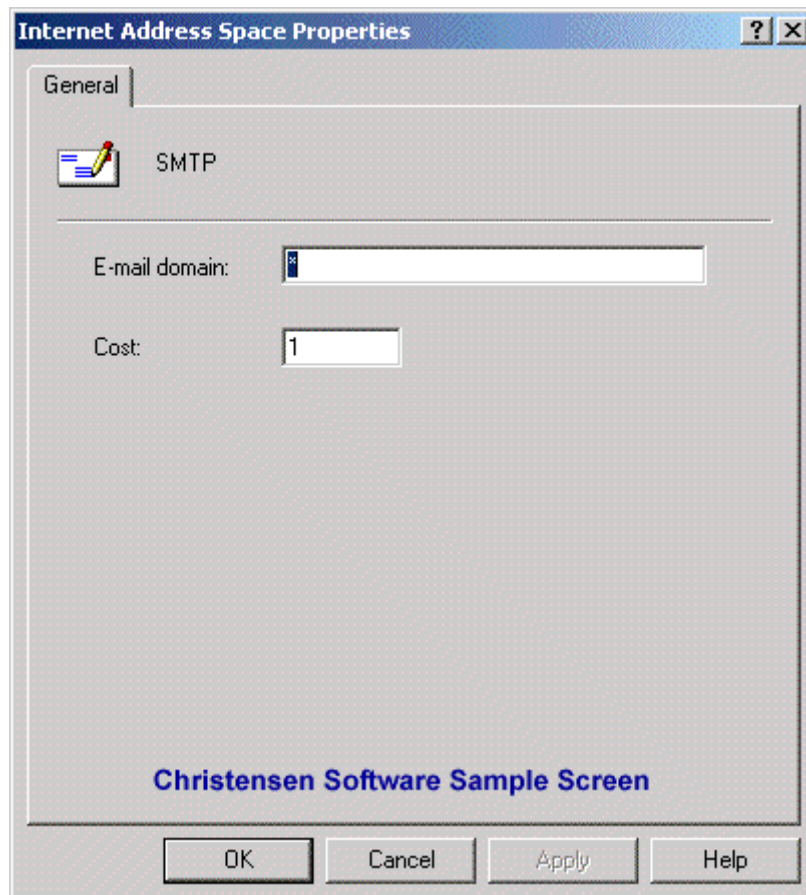 Internet Address Space Properties
General
SMTP
E-mail domain: *
Cost: 1
Christensen Software Sample Screen
OK Cancel Apply Help